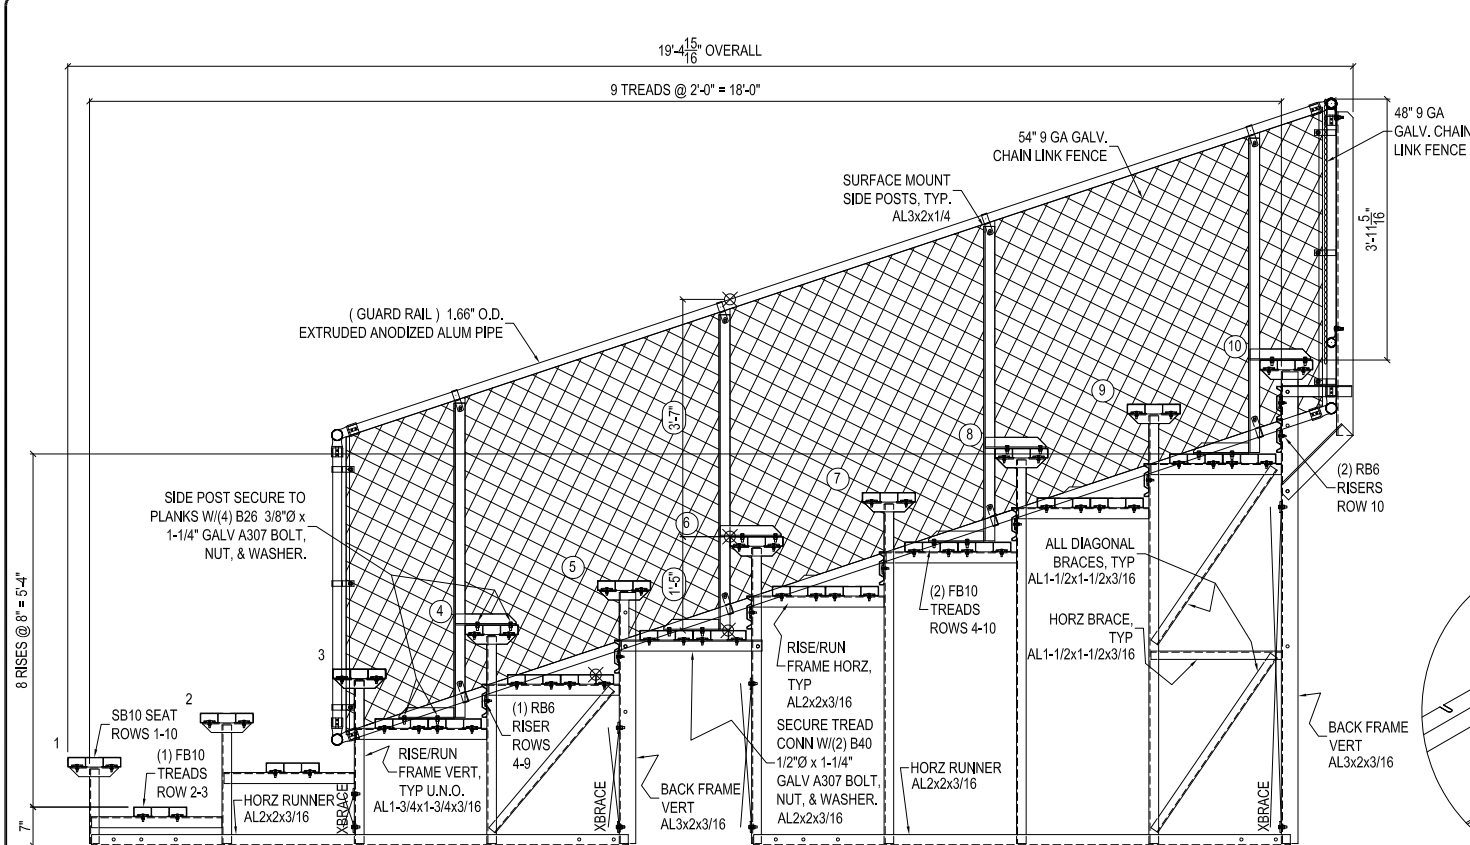 19'-4 15/16" OVERALL
9 TREADS @ 2'-0" = 18'-0"
48" 9 GA
GALV. CHAIN
LINK FENCE
54" 9 GA GALV.
CHAIN LINK FENCE
SURFACE MOUNT
SIDE POSTS, TYP.
AL3x2x1/4
3'-11 5/16"
( GUARD RAIL ) 1.66" O.D.
EXTRUDED ANODIZED ALUM PIPE
10
9
3'-7"
8
7
(2) RB6
RISERS
ROW 10
SIDE POST SECURE TO
PLANKS W/(4) B26 3/8"Ø x
1-1/4" GALV A307 BOLT,
NUT, & WASHER.
6
5
1'-5"
4
ALL DIAGONAL
BRACES, TYP
AL1-1/2x1-1/2x3/16
(2) FB10
TREADS
ROWS 4-10
HORZ BRACE,
TYP
AL1-1/2x1-1/2x3/16
8 RISES @ 8" = 5'-4"
3
RISE/RUN
FRAME HORZ,
TYP
AL2x2x3/16
2
SB10 SEAT
ROWS 1-10
1
(1) FB10
TREADS
ROW 2-3
(1) RB6
RISER
ROWS
4-9
SECURE TREAD
CONN W/(2) B40
1/2"Ø x 1-1/4"
GALV A307 BOLT,
NUT, & WASHER.
AL2x2x3/16
RISE/RUN
FRAME VERT,
TYP U.N.O.
AL1-3/4x1-3/4x3/16
BACK FRAME
VERT
AL3x2x3/16
HORZ RUNNER
AL2x2x3/16
HORZ RUNNER
AL2x2x3/16
BACK FRAME
VERT
AL3x2x3/16
XBRACE
XBRACE
XBRACE
7"